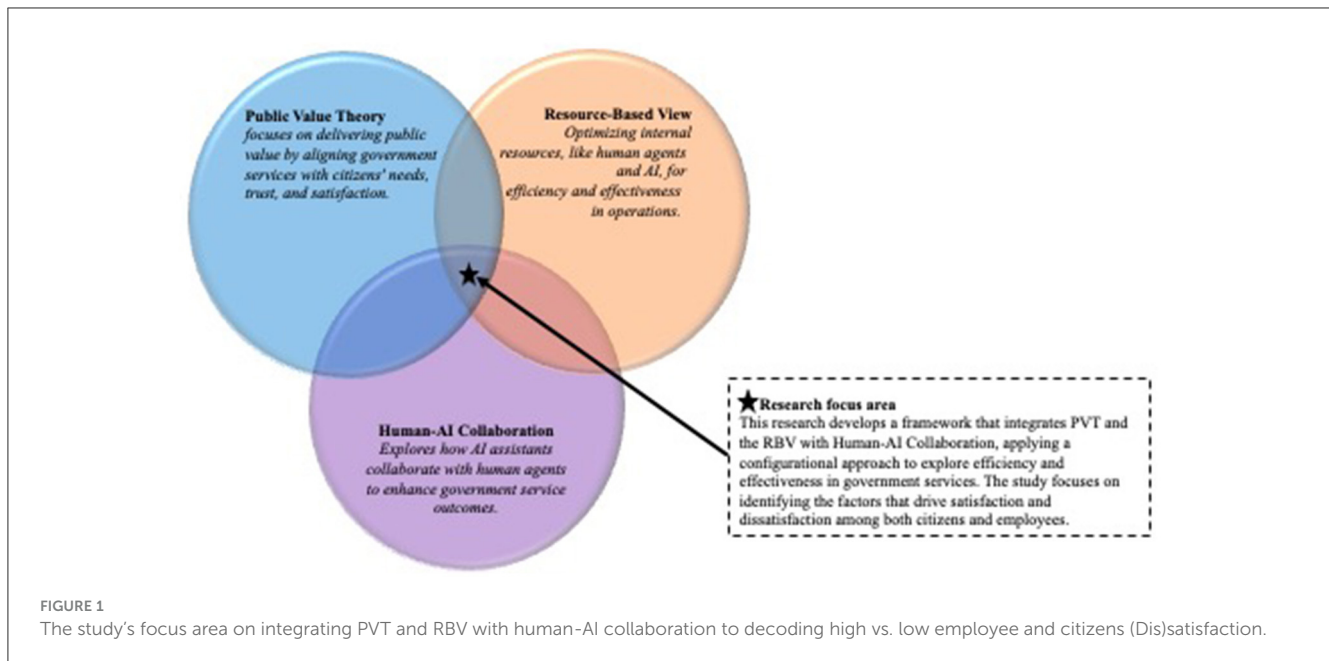 Public Value Theory
focuses on delivering public
value by aligning government
services with citizens' needs,
trust, and satisfaction.
Resource-Based View
Optimizing internal
resources, like human agents
and AI, for
efficiency and effectiveness
in operations.
Human-AI Collaboration
Explores how AI assistants
collaborate with human agents
to enhance government service
outcomes.
★Research focus area
This research develops a framework that integrates PVT and
the RBV with Human-AI Collaboration, applying a
configurational approach to explore efficiency and
effectiveness in government services. The study focuses on
identifying the factors that drive satisfaction and
dissatisfaction among both citizens and employees.
FIGURE 1
The study's focus area on integrating PVT and RBV with human-AI collaboration to decoding high vs. low employee and citizens (Dis)satisfaction.